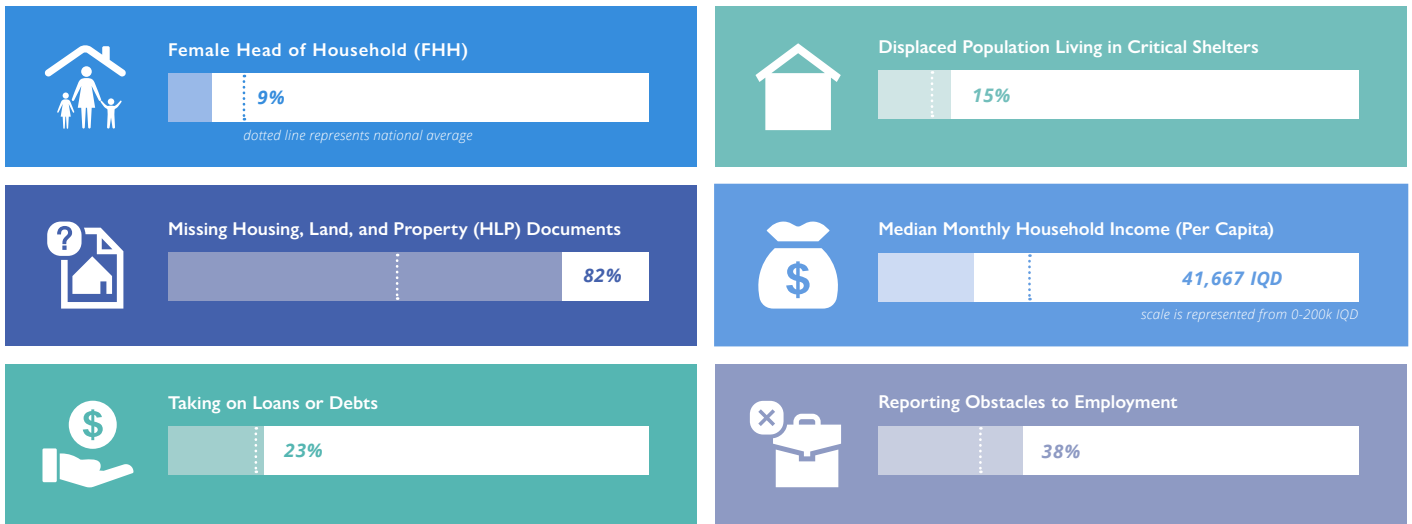 Female Head of Household (FHH)
9%
dotted line represents national average
Displaced Population Living in Critical Shelters
15%
?
Missing Housing, Land, and Property (HLP) Documents
82%
$
Median Monthly Household Income (Per Capita)
41,667 IQD
scale is represented from 0-200k IQD
$
Taking on Loans or Debts
23%
Reporting Obstacles to Employment
38%